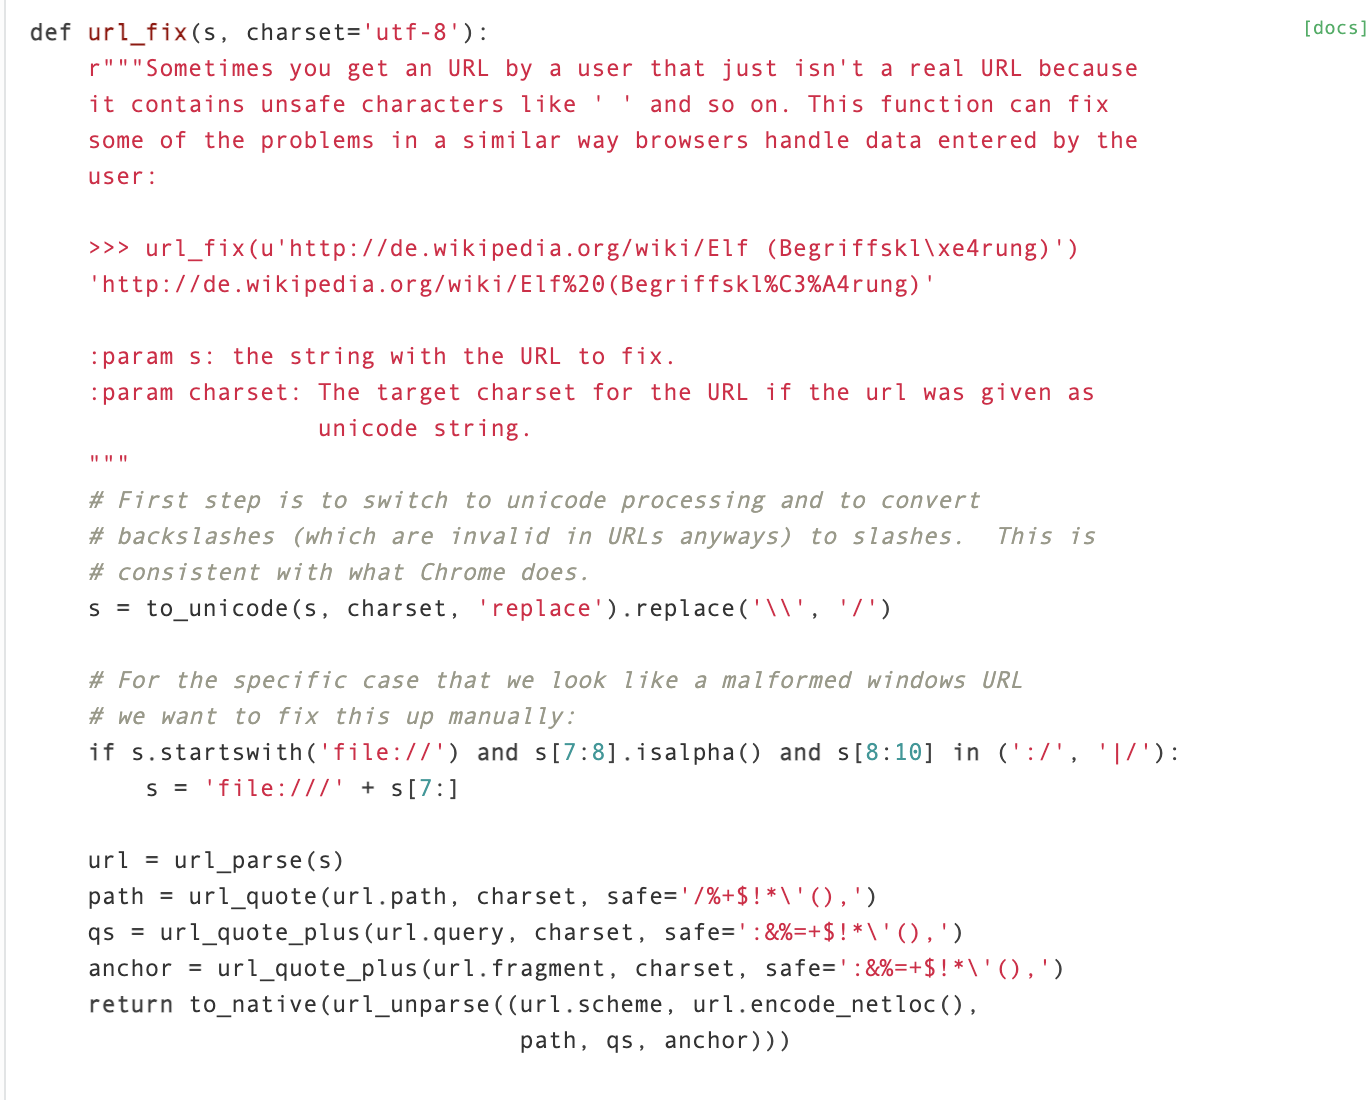 def url_fix(s, charset='utf-8'): [docs]
    r"""Sometimes you get an URL by a user that just isn't a real URL because
    it contains unsafe characters like ' ' and so on. This function can fix
    some of the problems in a similar way browsers handle data entered by the
    user:

    >>> url_fix(u'http://de.wikipedia.org/wiki/Elf (Begriffskl\xe4rung)')
    'http://de.wikipedia.org/wiki/Elf%20(Begriffskl%C3%A4rung)'

    :param s: the string with the URL to fix.
    :param charset: The target charset for the URL if the url was given as
                    unicode string.
    """
    # First step is to switch to unicode processing and to convert
    # backslashes (which are invalid in URLs anyways) to slashes.  This is
    # consistent with what Chrome does.
    s = to_unicode(s, charset, 'replace').replace('\\', '/')

    # For the specific case that we look like a malformed windows URL
    # we want to fix this up manually:
    if s.startswith('file://') and s[7:8].isalpha() and s[8:10] in (':/', '|/'):
        s = 'file:///' + s[7:]

    url = url_parse(s)
    path = url_quote(url.path, charset, safe='/%+$!*\'(),')
    qs = url_quote_plus(url.query, charset, safe=':&%=+$!*\'(),')
    anchor = url_quote_plus(url.fragment, charset, safe=':&%=+$!*\'(),')
    return to_native(url_unparse((url.scheme, url.encode_netloc(),
                                  path, qs, anchor)))